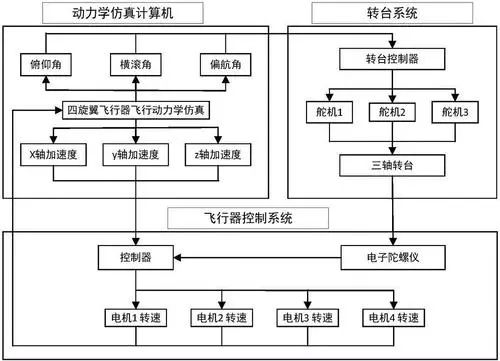 动力学仿真计算机
转台系统
俯仰角
横滚角
偏航角
转台控制器
四旋翼飞行器飞行动力学仿真
舵机1
舵机2
舵机3
X轴加速度
y轴加速度
z轴加速度
三轴转台
飞行器控制系统
控制器
电子陀螺仪
电机1 转速
电机2 转速
电机3 转速
电机4 转速